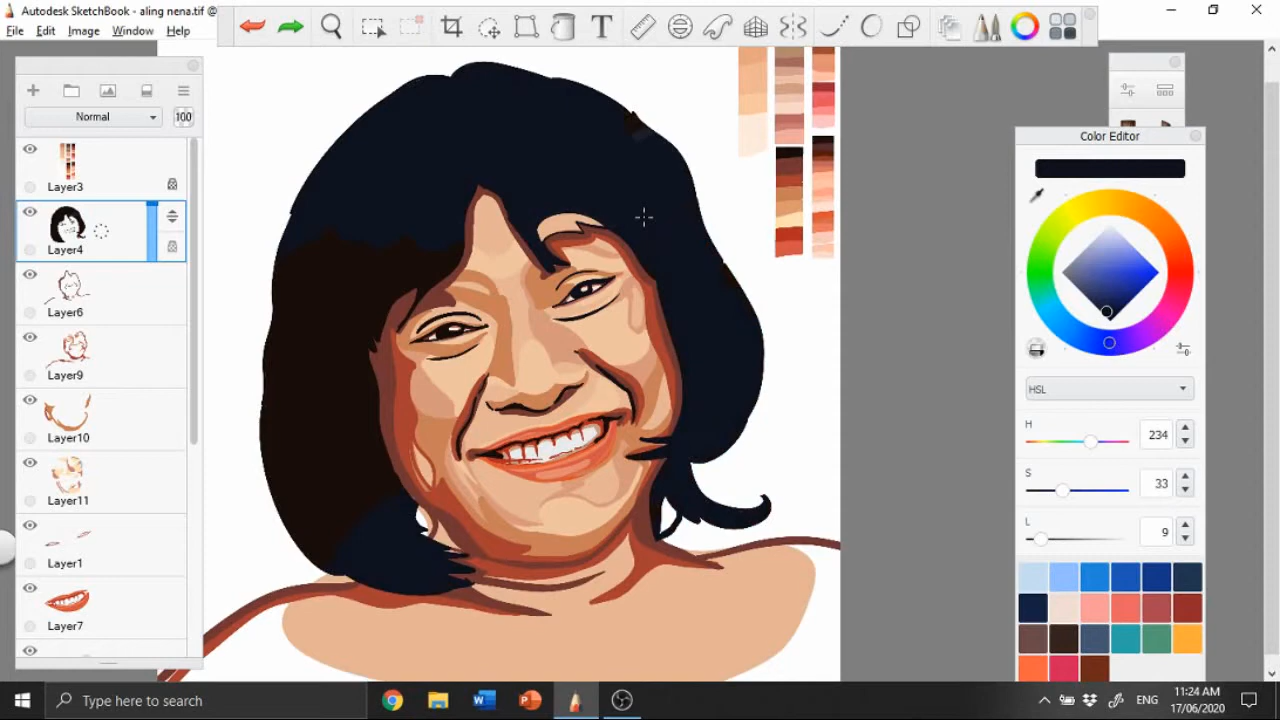 Autodesk SketchBook - aling nena.tif @
File Edit Image Window Help
T
Normal
100
Layer3
Layer4
Layer6
Layer9
Layer10
Layer11
Layer1
Layer7
Color Editor
HSL
H 234
S 33
L 9
Type here to search
ENG
11:24 AM
17/06/2020